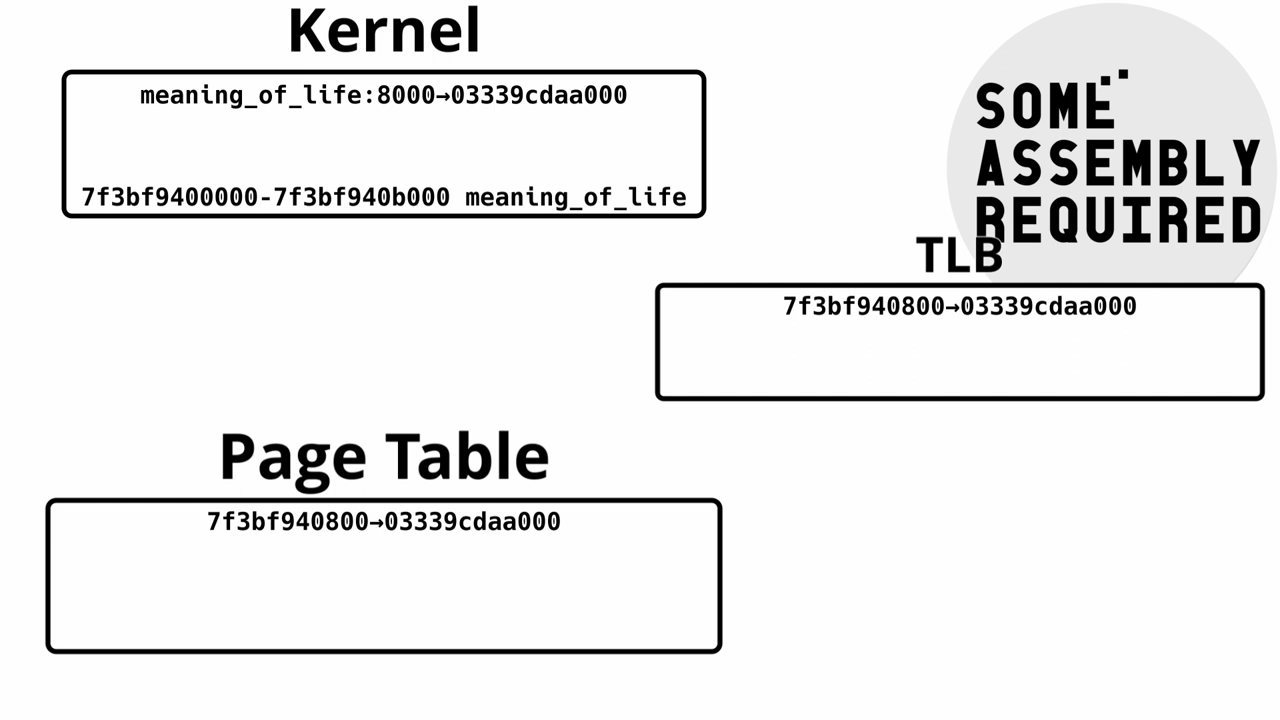 Kernel
meaning_of_life:8000→03339cdaa000
7f3bf9400000-7f3bf940b000 meaning_of_life
SOME
ASSEMBLY
REQUIRED
TLB
7f3bf940800→03339cdaa000
Page Table
7f3bf940800→03339cdaa000